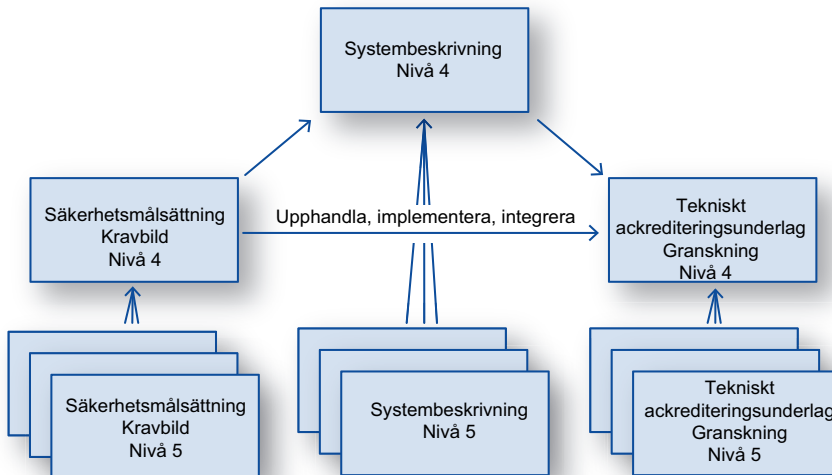 Systembeskrivning
Nivå 4
Säkerhetsmålsättning
Kravbild
Nivå 4
Upphandla, implementera, integrera
Tekniskt
ackrediteringsunderlag
Granskning
Nivå 4
Säkerhetsmålsättning
Kravbild
Nivå 5
Systembeskrivning
Nivå 5
Tekniskt
ackrediteringsunderlag
Granskning
Nivå 5